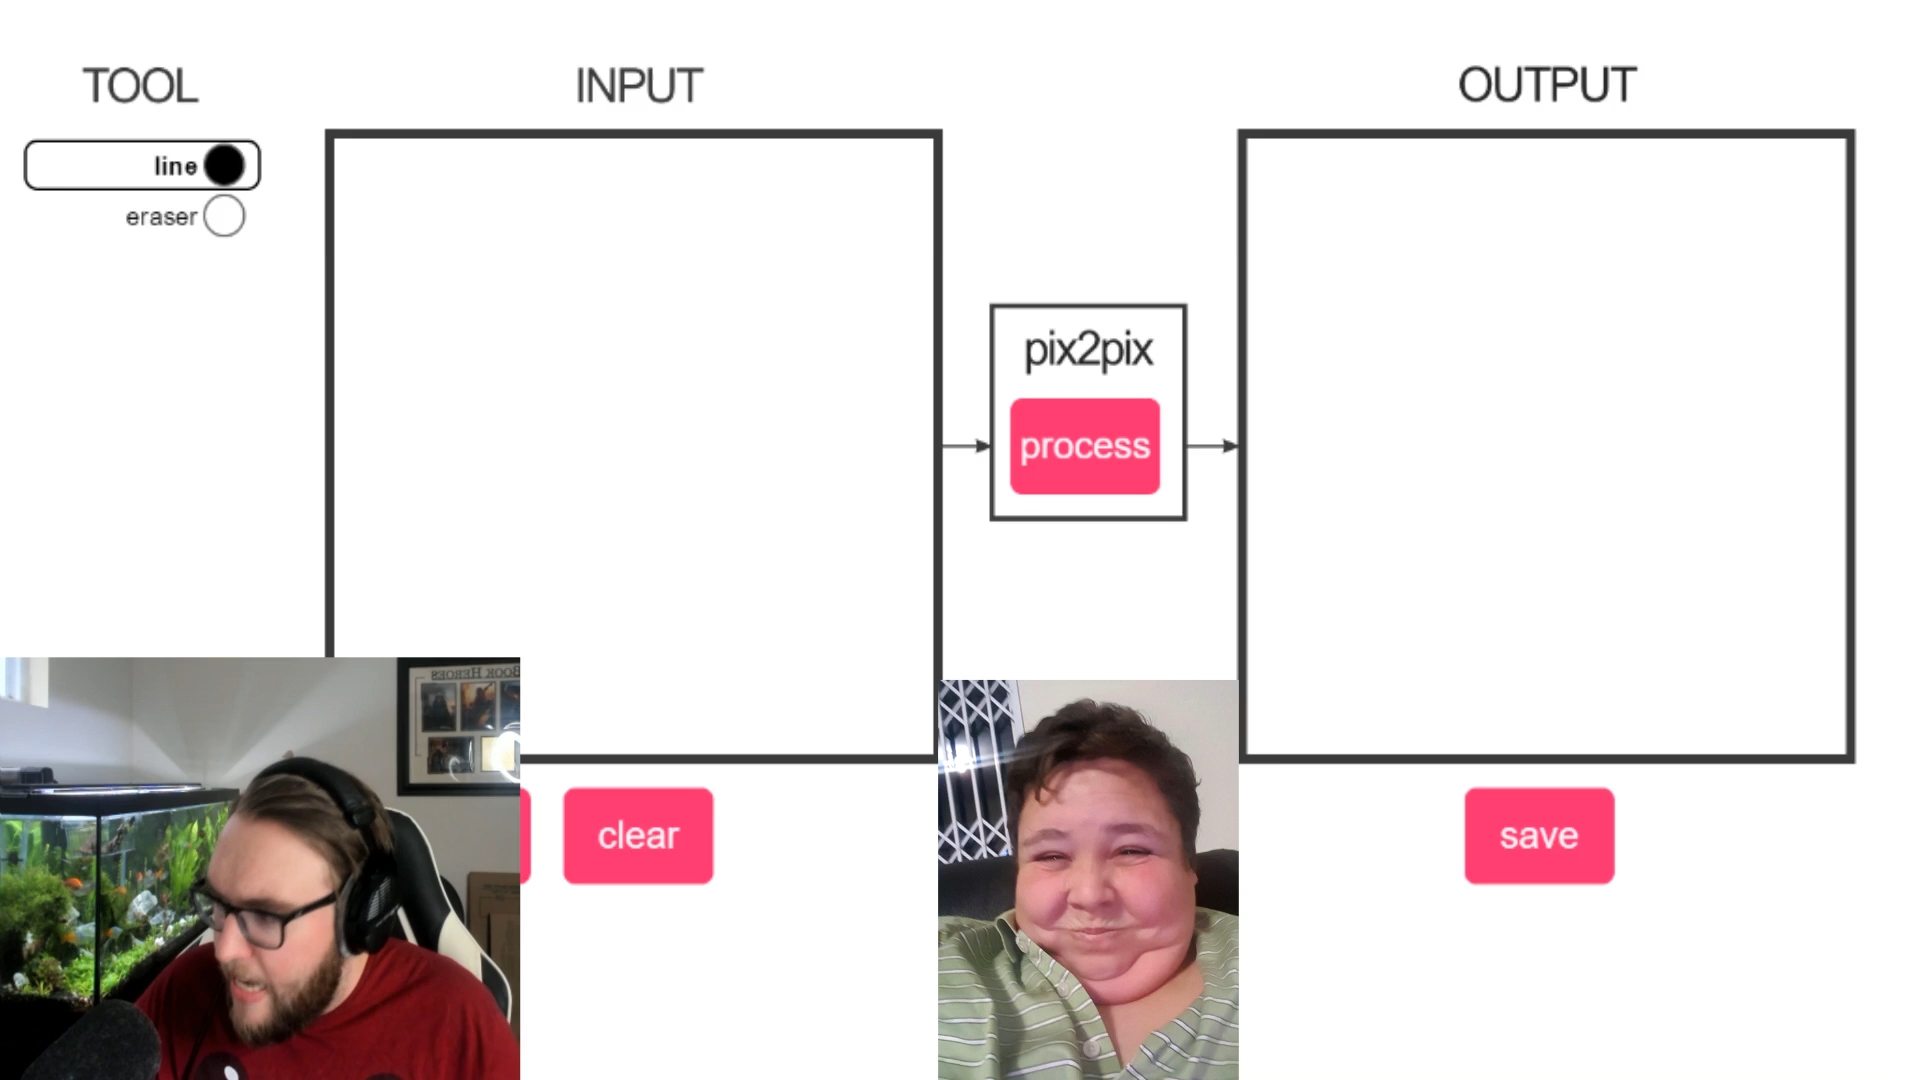 TOOL
INPUT
OUTPUT
line
eraser
pix2pix
process
clear
save